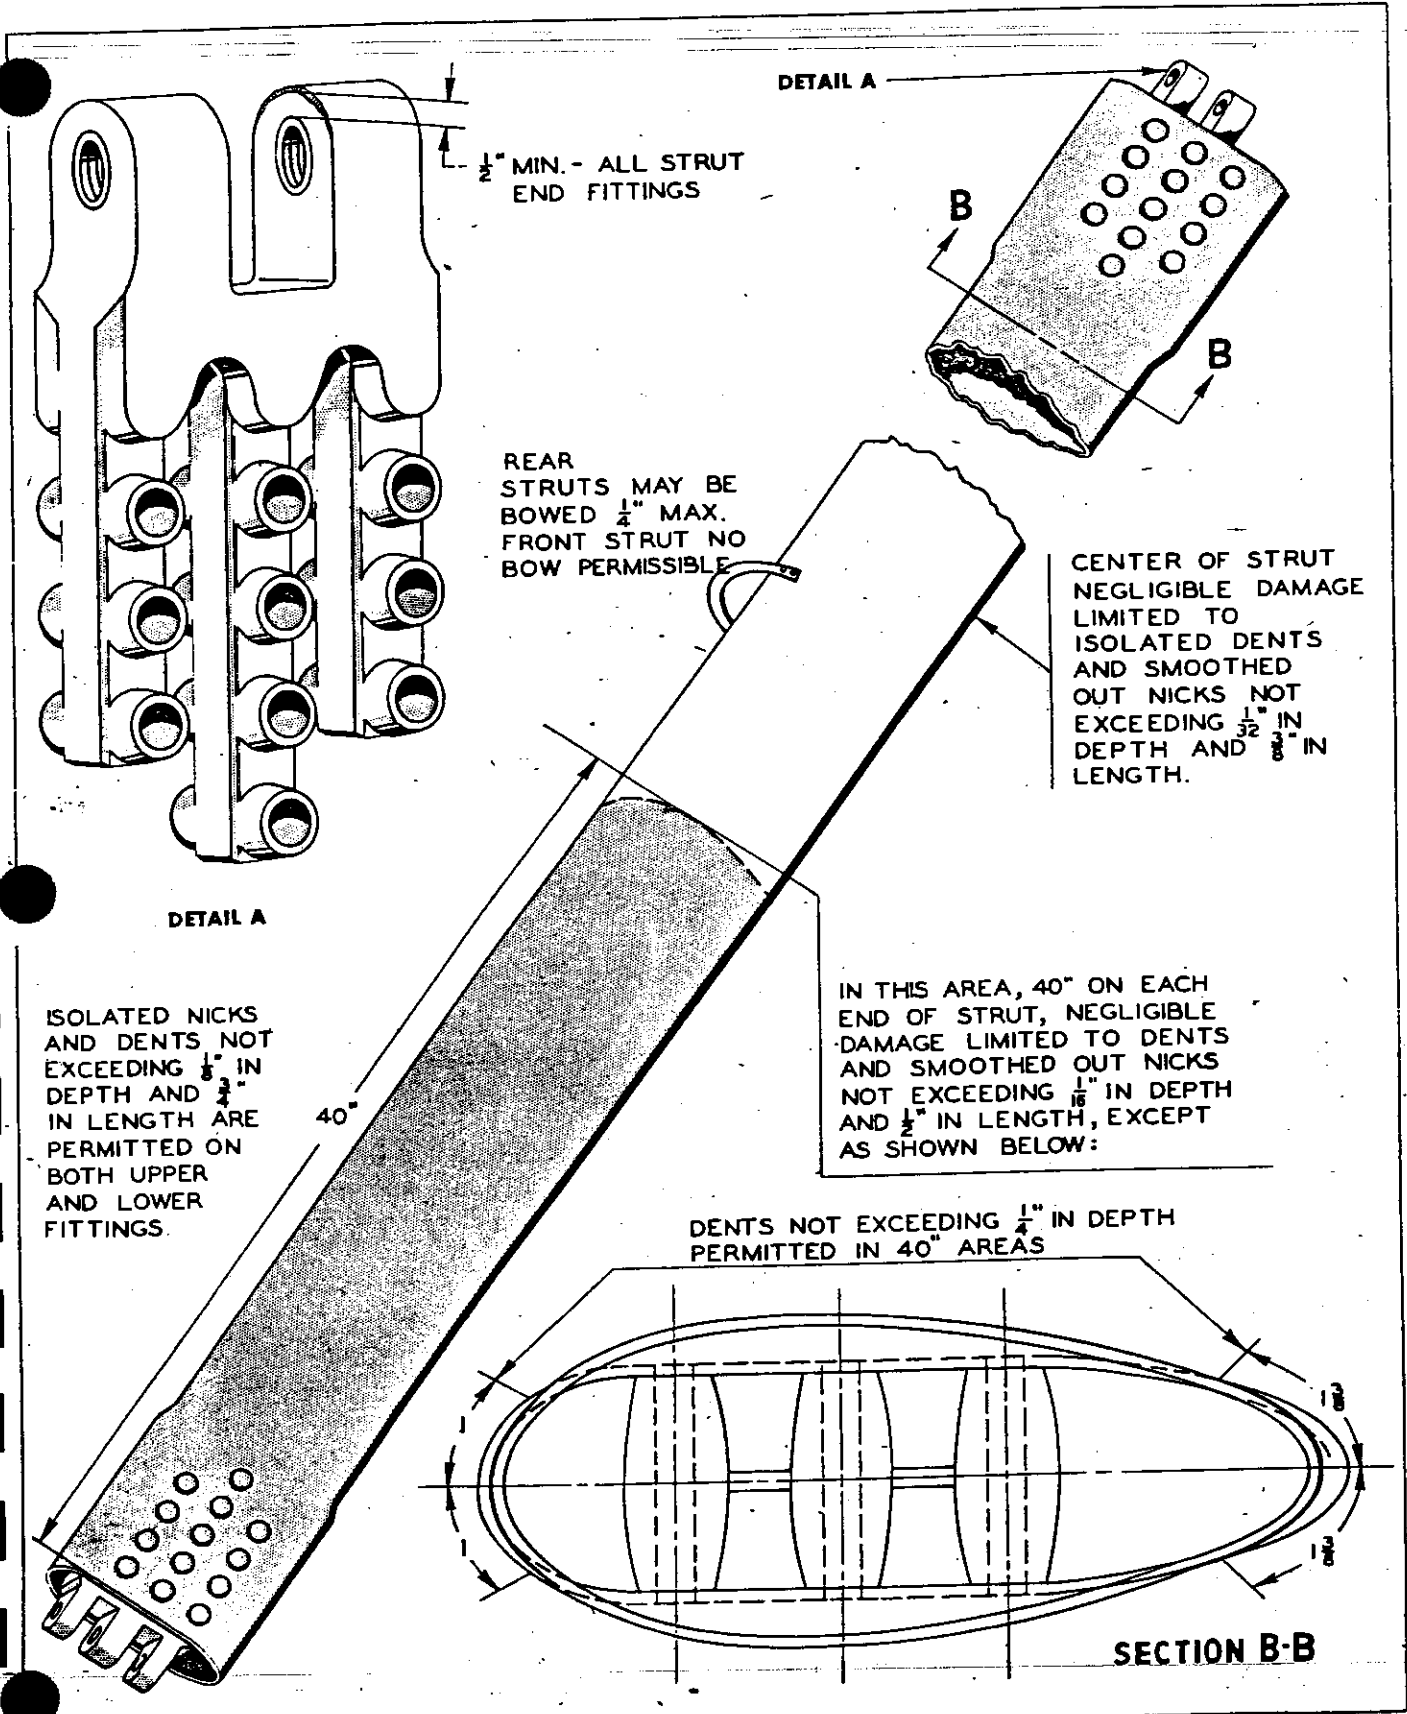 DETAIL A
1/2" MIN. - ALL STRUT
END FITTINGS
B
B
REAR
STRUTS MAY BE
BOWED 1/4" MAX.
FRONT STRUT NO
BOW PERMISSIBLE
CENTER OF STRUT
NEGLIGIBLE DAMAGE
LIMITED TO
ISOLATED DENTS
AND SMOOTHED
OUT NICKS NOT
EXCEEDING 1/32" IN
DEPTH AND 3/8" IN
LENGTH.
DETAIL A
ISOLATED NICKS
AND DENTS NOT
EXCEEDING 1/8" IN
DEPTH AND 3/4"
IN LENGTH ARE
PERMITTED ON
BOTH UPPER
AND LOWER
FITTINGS.
40"
IN THIS AREA, 40" ON EACH
END OF STRUT, NEGLIGIBLE
DAMAGE LIMITED TO DENTS
AND SMOOTHED OUT NICKS
NOT EXCEEDING 1/16" IN DEPTH
AND 1/2" IN LENGTH, EXCEPT
AS SHOWN BELOW:
DENTS NOT EXCEEDING 1/4" IN DEPTH
PERMITTED IN 40" AREAS
1
1 3/8
1
1 3/8
SECTION B-B